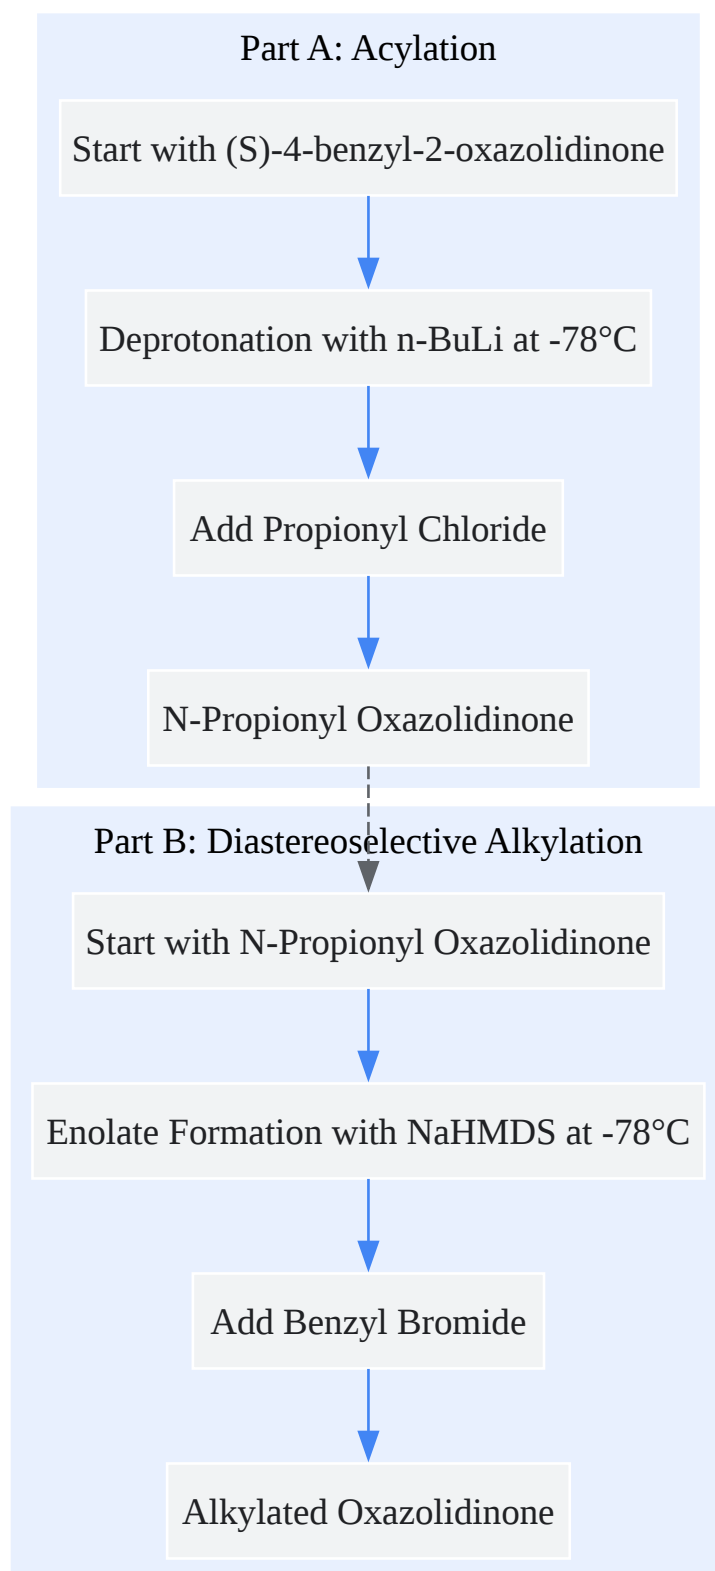 Part A: Acylation
Start with (S)-4-benzyl-2-oxazolidinone
Deprotonation with n-BuLi at -78°C
Add Propionyl Chloride
N-Propionyl Oxazolidinone
Part B: Diastereoselective Alkylation
Start with N-Propionyl Oxazolidinone
Enolate Formation with NaHMDS at -78°C
Add Benzyl Bromide
Alkylated Oxazolidinone